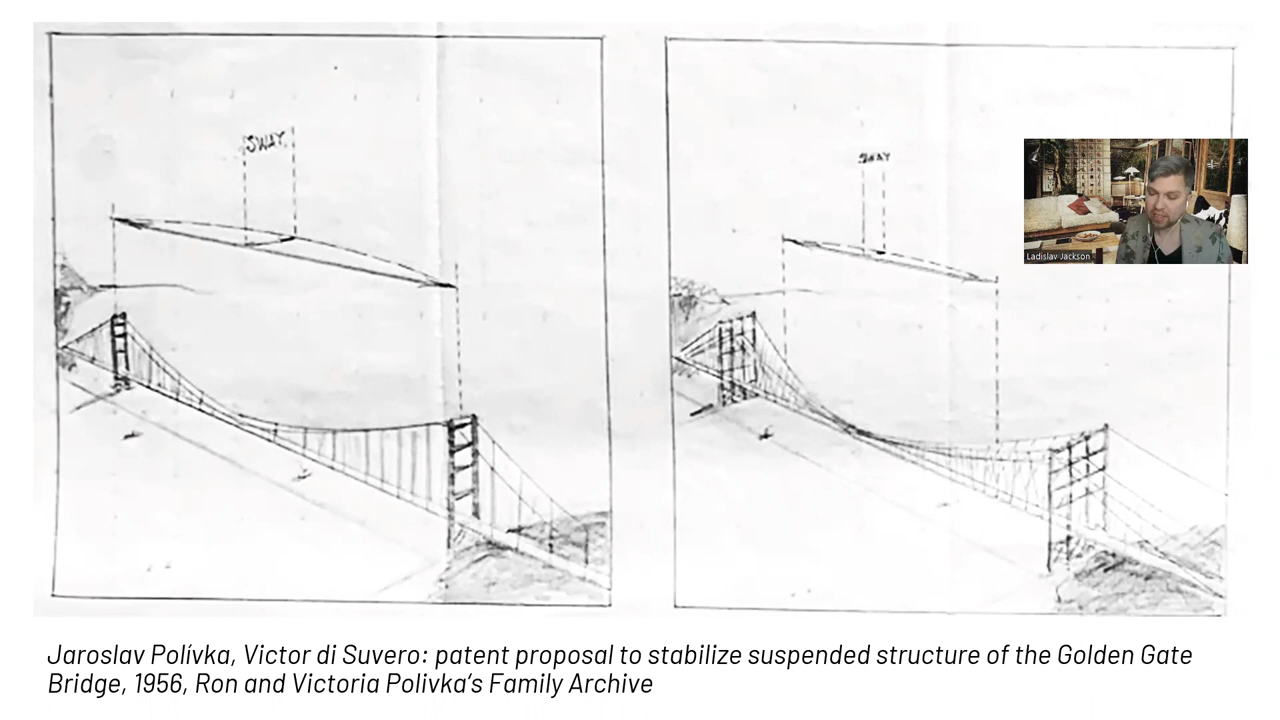 SWAY
SWAY
Ladislav Jackson
Jaroslav Polívka, Victor di Suvero: patent proposal to stabilize suspended structure of the Golden Gate
Bridge, 1956, Ron and Victoria Polivka‘s Family Archive